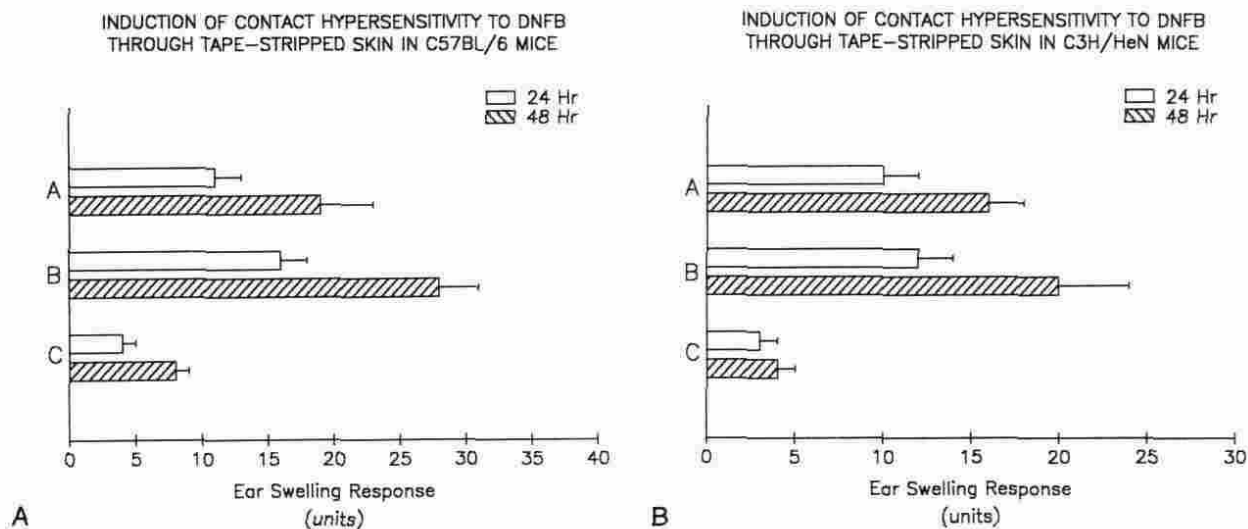 INDUCTION OF CONTACT HYPERSENSITIVITY TO DNFB
THROUGH TAPE-STRIPPED SKIN IN C57BL/6 MICE
24 Hr
48 Hr
A
B
C
0 5 10 15 20 25 30 35 40
Ear Swelling Response
(units)
A
INDUCTION OF CONTACT HYPERSENSITIVITY TO DNFB
THROUGH TAPE-STRIPPED SKIN IN C3H/HeN MICE
24 Hr
48 Hr
A
B
C
0 5 10 15 20 25 30
Ear Swelling Response
(units)
B